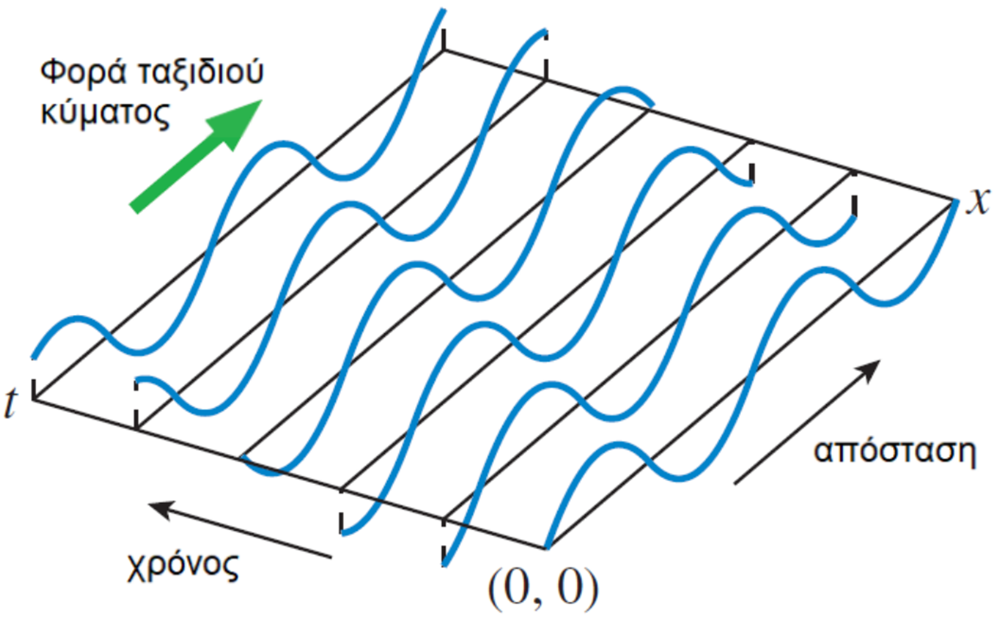 Φορά ταξιδιού
κύματος
x
t
απόσταση
χρόνος
(0, 0)